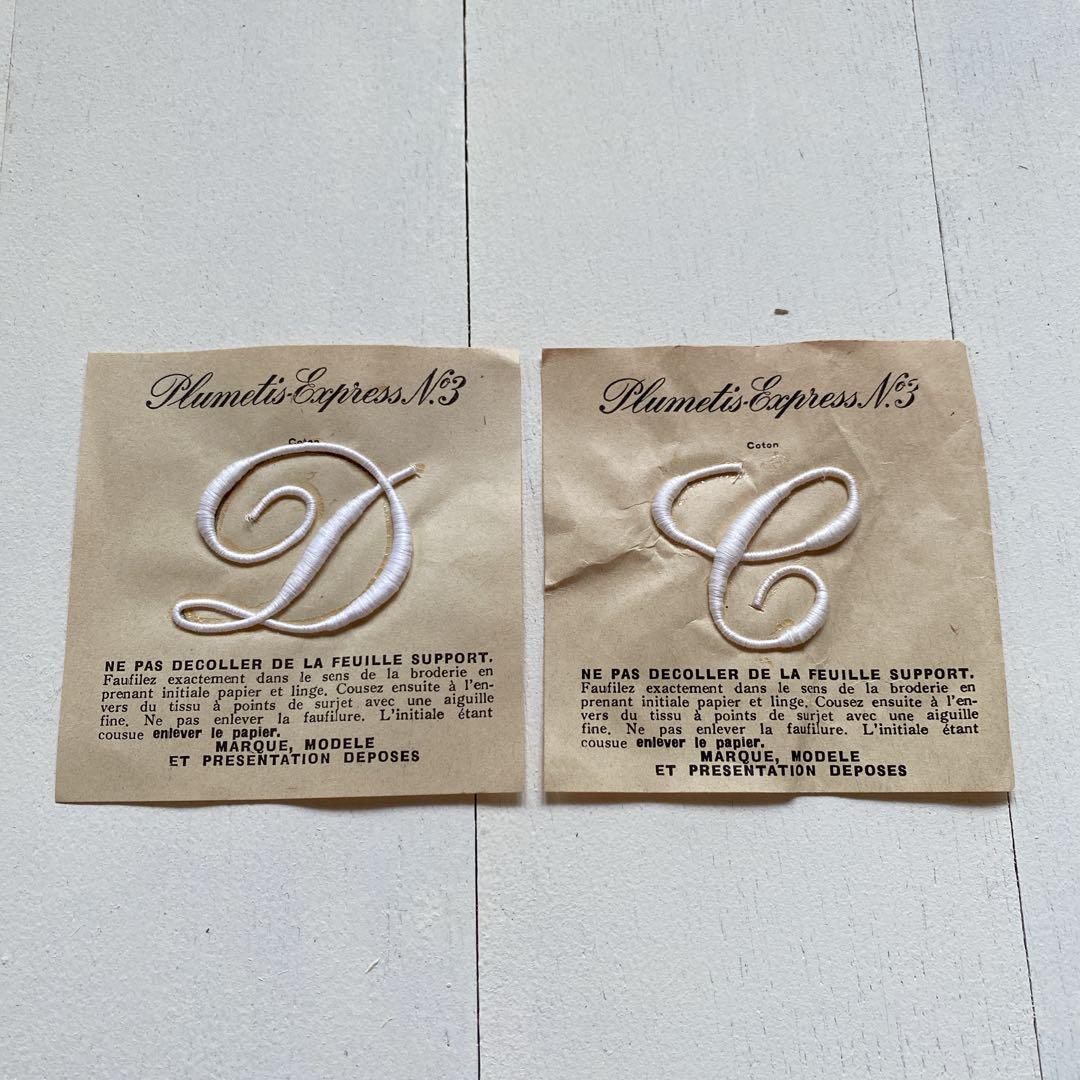 Plumetis-Express Nº.3
Coton
D
NE PAS DECOLLER DE LA FEUILLE SUPPORT.
Faufilez exactement dans le sens de la broderie en
prenant initiale papier et linge. Cousez ensuite à l'en-
vers du tissu à points de surjet avec une aiguille
fine. Ne pas enlever la faufilure. L'initiale étant
cousue enlever le papier.
MARQUE, MODELE
ET PRESENTATION DEPOSES
Plumetis-Express Nº.3
Coton
C
NE PAS DECOLLER DE LA FEUILLE SUPPORT.
Faufilez exactement dans le sens de la broderie en
prenant initiale papier et linge. Cousez ensuite à l'en-
vers du tissu à points de surjet avec une aiguille
fine. Ne pas enlever la faufilure. L'initiale étant
cousue enlever le papier.
MARQUE, MODELE
ET PRESENTATION DEPOSES